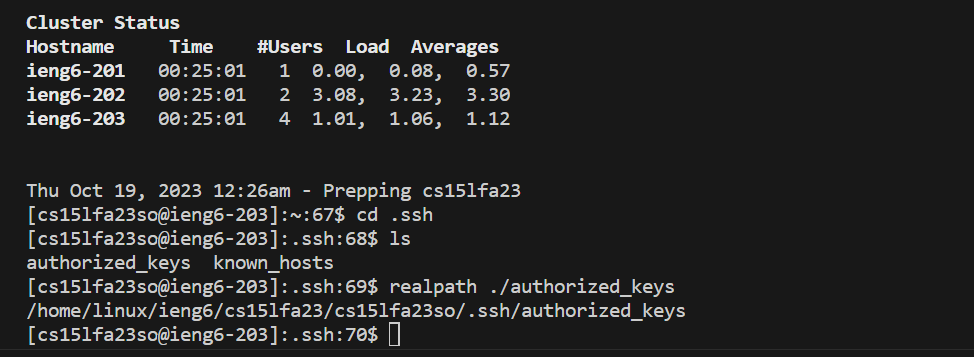 Cluster Status
Hostname     Time    #Users  Load  Averages
ieng6-201   00:25:01   1  0.00,  0.08,  0.57
ieng6-202   00:25:01   2  3.08,  3.23,  3.30
ieng6-203   00:25:01   4  1.01,  1.06,  1.12
Thu Oct 19, 2023 12:26am - Prepping cs15lfa23
[cs15lfa23so@ieng6-203]:~:67$ cd .ssh
[cs15lfa23so@ieng6-203]:.ssh:68$ ls
authorized_keys  known_hosts
[cs15lfa23so@ieng6-203]:.ssh:69$ realpath ./authorized_keys
/home/linux/ieng6/cs15lfa23/cs15lfa23so/.ssh/authorized_keys
[cs15lfa23so@ieng6-203]:.ssh:70$